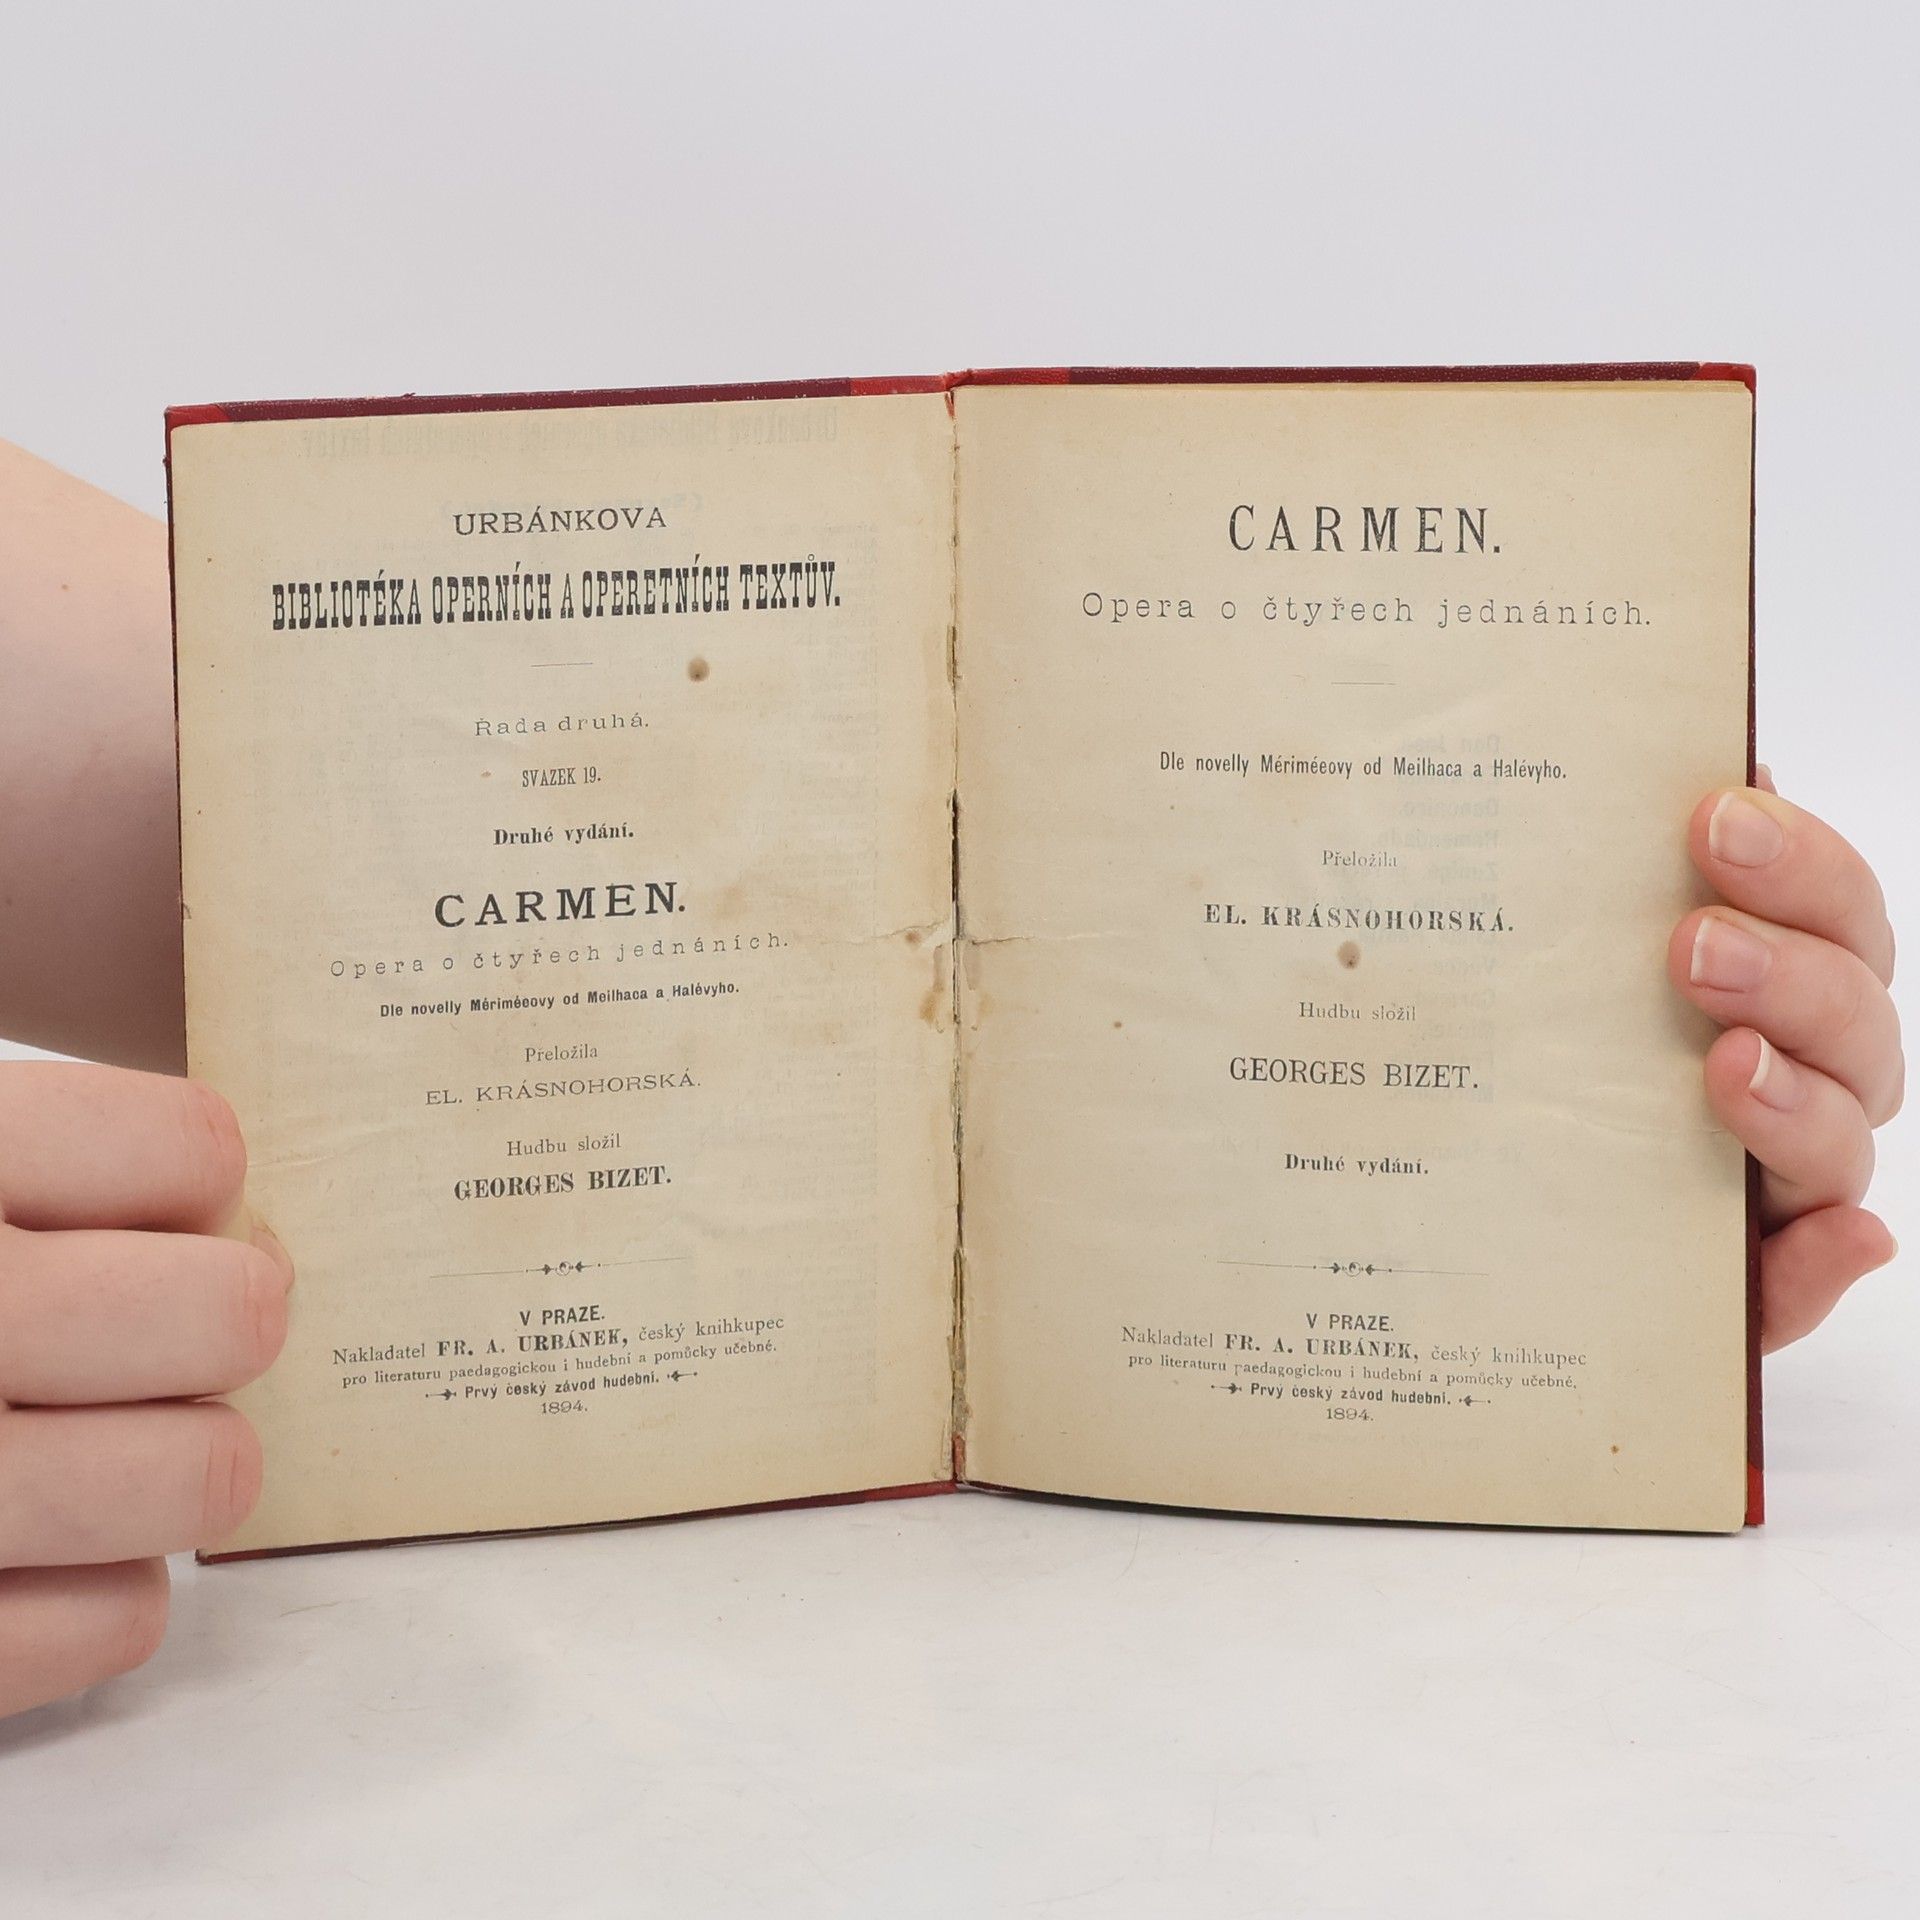 URBÁNKOVA
BIBLIOTÉKA OPERNÍCH A OPERETNÍCH TEXTŮV.
Řada druhá.
SVAZEK 19.
Druhé vydání.
CARMEN.
Opera o čtyřech jednáních.
Dle novelly Mériméeovy od Meilhaca a Halévyho.
Přeložila
EL. KRÁSNOHORSKÁ.
Hudbu složil
GEORGES BIZET.
V PRAZE.
Nakladatel FR. A. URBÁNEK, český knihkupec
pro literaturu paedagogickou i hudební a pomůcky učebné.
Prvý český závod hudební.
1894.
CARMEN.
Opera o čtyřech jednáních.
Dle novelly Mériméeovy od Meilhaca a Halévyho.
Přeložila
EL. KRÁSNOHORSKÁ.
Hudbu složil
GEORGES BIZET.
Druhé vydání.
V PRAZE.
Nakladatel FR. A. URBÁNEK, český knihkupec
pro literaturu paedagogickou i hudební a pomůcky učebné.
Prvý český závod hudební.
1894.